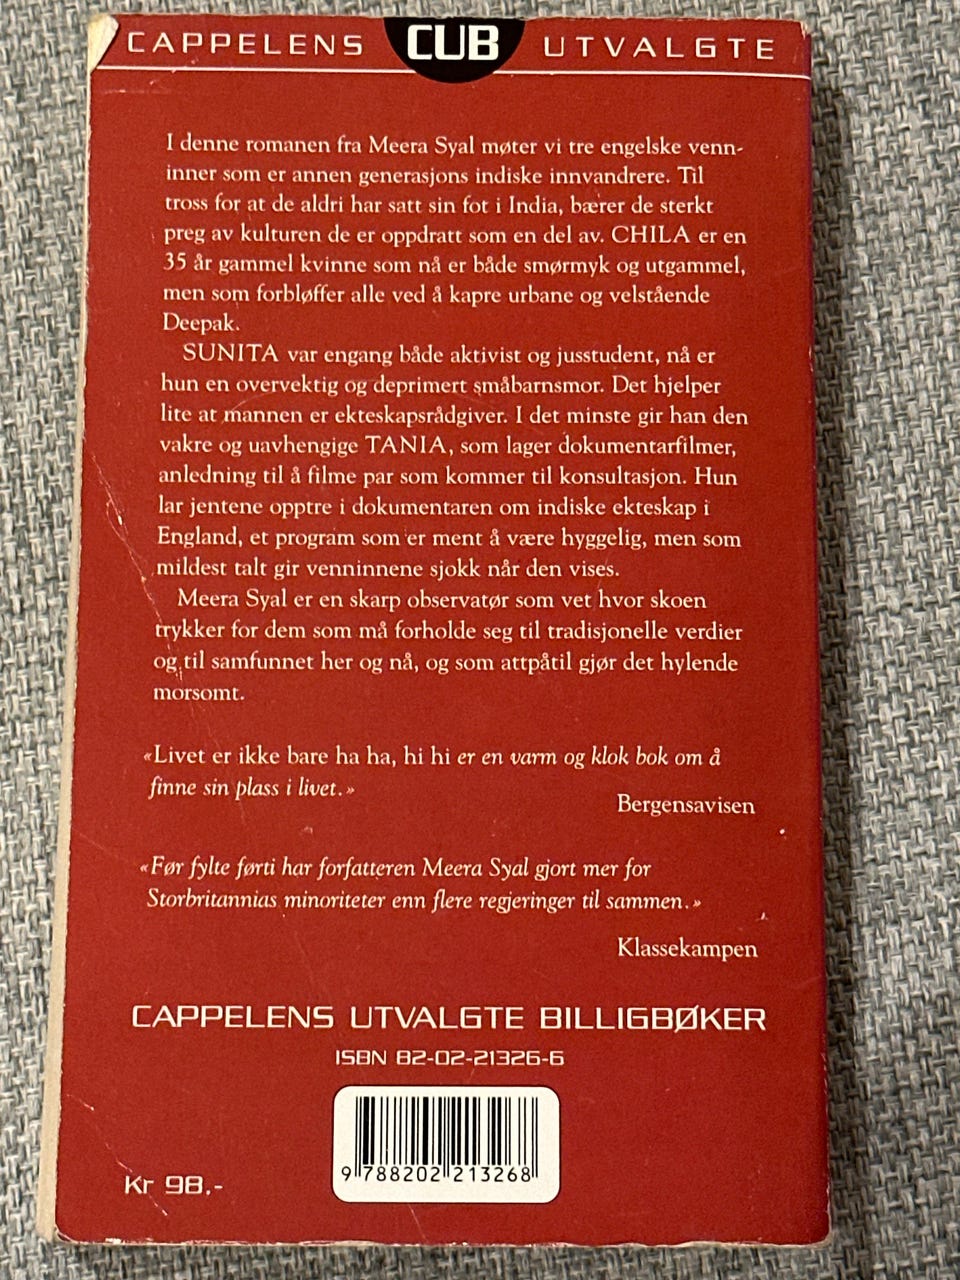 CAPPELENS CUB UTVALGTE
I denne romanen fra Meera Syal møter vi tre engelske venn-
inner som er annen generasjons indiske innvandrere. Til
tross for at de aldri har satt sin fot i India, bærer de sterkt
preg av kulturen de er oppdratt som en del av. CHILA er en
35 år gammel kvinne som nå er både smørmyk og utgammel,
men som forbløffer alle ved å kapre urbane og velstående
Deepak.
SUNITA var engang både aktivist og jusstudent, nå er
hun en overvektig og deprimert småbarnsmor. Det hjelper
lite at mannen er ekteskapsrådgiver. I det minste gir han den
vakre og uavhengige TANIA, som lager dokumentarfilmer,
anledning til å filme par som kommer til konsultasjon. Hun
lar jentene opptre i dokumentaren om indiske ekteskap i
England, et program som er ment å være hyggelig, men som
mildest talt gir venninnene sjokk når den vises.
Meera Syal er en skarp observatør som vet hvor skoen
trykker for dem som må forholde seg til tradisjonelle verdier
og til samfunnet her og nå, og som attpåtil gjør det hylende
morsomt.
«Livet er ikke bare ha ha, hi hi er en varm og klok bok om å
finne sin plass i livet.»
Bergensavisen
«Før fylte førti har forfatteren Meera Syal gjort mer for
Storbritannias minoriteter enn flere regjeringer til sammen.»
Klassekampen
CAPPELENS UTVALGTE BILLIGBØKER
ISBN 82-02-21326-6
9 788202 213268
Kr 98,-